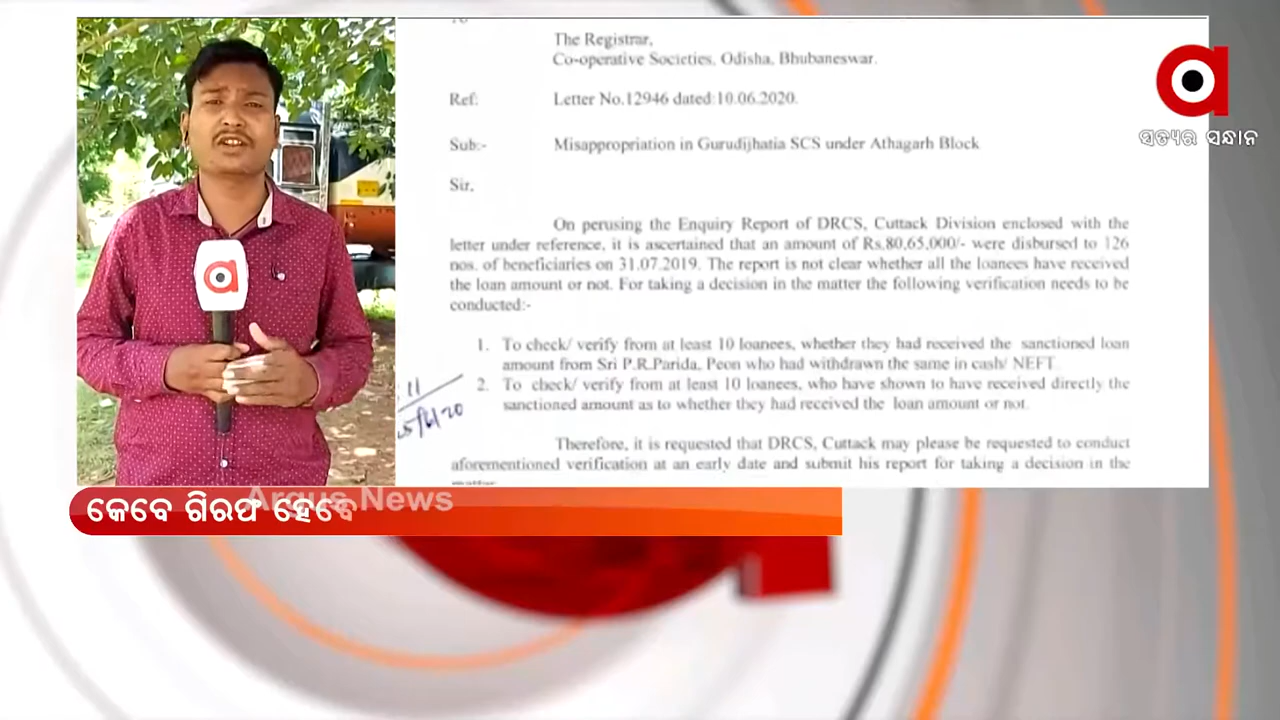 The Registrar,
Co-operative Societies, Odisha, Bhubaneswar.
Ref: Letter No.12946 dated:10.06.2020.
Sub:- Misappropriation in Gurudijhatia SCS under Athagarh Block
Sir,
On perusing the Enquiry Report of DRCS, Cuttack Division enclosed with the
letter under reference, it is ascertained that an amount of Rs.80,65,000/- were disbursed to 126
nos. of beneficiaries on 31.07.2019. The report is not clear whether all the loanees have received
the loan amount or not. For taking a decision in the matter the following verification needs to be
conducted:-
1. To check/ verify from at least 10 loanees, whether they had received the sanctioned loan
amount from Sri P.R.Parida, Peon who had withdrawn the same in cash/ NEFT.
2. To check/ verify from at least 10 loanees, who have shown to have received directly the
sanctioned amount as to whether they had received the loan amount or not.
Therefore, it is requested that DRCS, Cuttack may please be requested to conduct
aforementioned verification at an early date and submit his report for taking a decision in the
a
ସତ୍ୟର ସନ୍ଧାନ
a
Argus News
କେବେ ଗିରଫ ହେବେ